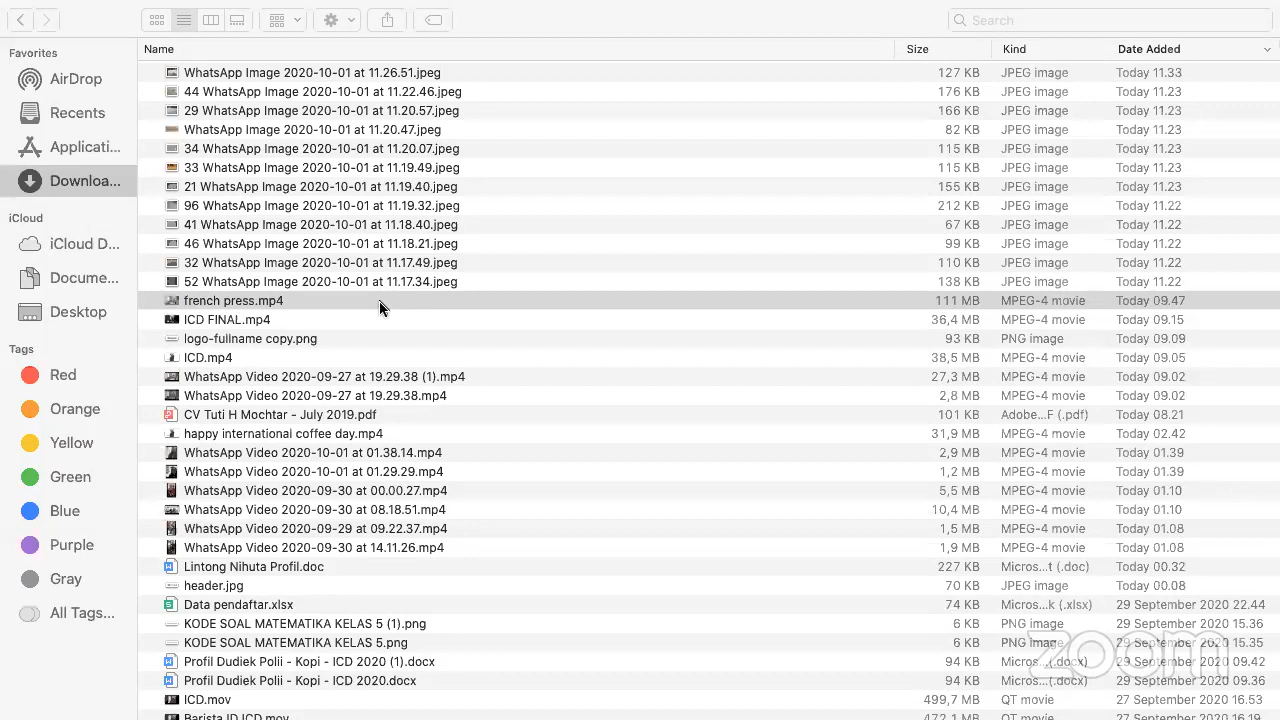 Search
Favorites
AirDrop
Recents
Applicati...
Downloa...
iCloud
iCloud D...
Docume...
Desktop
Tags
Red
Orange
Yellow
Green
Blue
Purple
Gray
All Tags...
Name Size Kind Date Added
WhatsApp Image 2020-10-01 at 11.26.51.jpeg 127 KB JPEG image Today 11.33
44 WhatsApp Image 2020-10-01 at 11.22.46.jpeg 176 KB JPEG image Today 11.23
29 WhatsApp Image 2020-10-01 at 11.20.57.jpeg 166 KB JPEG image Today 11.23
WhatsApp Image 2020-10-01 at 11.20.47.jpeg 82 KB JPEG image Today 11.23
34 WhatsApp Image 2020-10-01 at 11.20.07.jpeg 115 KB JPEG image Today 11.23
33 WhatsApp Image 2020-10-01 at 11.19.49.jpeg 115 KB JPEG image Today 11.23
21 WhatsApp Image 2020-10-01 at 11.19.40.jpeg 155 KB JPEG image Today 11.23
96 WhatsApp Image 2020-10-01 at 11.19.32.jpeg 212 KB JPEG image Today 11.22
41 WhatsApp Image 2020-10-01 at 11.18.40.jpeg 67 KB JPEG image Today 11.22
46 WhatsApp Image 2020-10-01 at 11.18.21.jpeg 99 KB JPEG image Today 11.22
32 WhatsApp Image 2020-10-01 at 11.17.49.jpeg 110 KB JPEG image Today 11.22
52 WhatsApp Image 2020-10-01 at 11.17.34.jpeg 138 KB JPEG image Today 11.22
french press.mp4 111 MB MPEG-4 movie Today 09.47
ICD FINAL.mp4 36,4 MB MPEG-4 movie Today 09.15
logo-fullname copy.png 93 KB PNG image Today 09.09
ICD.mp4 38,5 MB MPEG-4 movie Today 09.05
WhatsApp Video 2020-09-27 at 19.29.38 (1).mp4 27,3 MB MPEG-4 movie Today 09.02
WhatsApp Video 2020-09-27 at 19.29.38.mp4 2,8 MB MPEG-4 movie Today 09.02
CV Tuti H Mochtar - July 2019.pdf 101 KB Adobe...F (.pdf) Today 08.21
happy international coffee day.mp4 31,9 MB MPEG-4 movie Today 02.42
WhatsApp Video 2020-10-01 at 01.38.14.mp4 2,9 MB MPEG-4 movie Today 01.39
WhatsApp Video 2020-10-01 at 01.29.29.mp4 1,2 MB MPEG-4 movie Today 01.39
WhatsApp Video 2020-09-30 at 00.00.27.mp4 5,5 MB MPEG-4 movie Today 01.10
WhatsApp Video 2020-09-30 at 08.18.51.mp4 10,4 MB MPEG-4 movie Today 01.10
WhatsApp Video 2020-09-29 at 09.22.37.mp4 1,5 MB MPEG-4 movie Today 01.08
WhatsApp Video 2020-09-30 at 14.11.26.mp4 1,9 MB MPEG-4 movie Today 01.08
Lintong Nihuta Profil.doc 227 KB Micros...t (.doc) Today 00.32
header.jpg 70 KB JPEG image Today 00.08
Data pendaftar.xlsx 74 KB Micros...k (.xlsx) 29 September 2020 22.44
KODE SOAL MATEMATIKA KELAS 5 (1).png 6 KB PNG image 29 September 2020 15.36
KODE SOAL MATEMATIKA KELAS 5.png 6 KB PNG image 29 September 2020 15.35
Profil Dudiek Polii - Kopi - ICD 2020 (1).docx 94 KB Micros...(.docx) 29 September 2020 09.42
Profil Dudiek Polii - Kopi - ICD 2020.docx 94 KB Micros...(.docx) 29 September 2020 09.36
ICD.mov 499,7 MB QT movie 27 September 2020 16.53
Barista ID ICD.mov 472,1 MB QT movie 27 September 2020 16.19
zoom